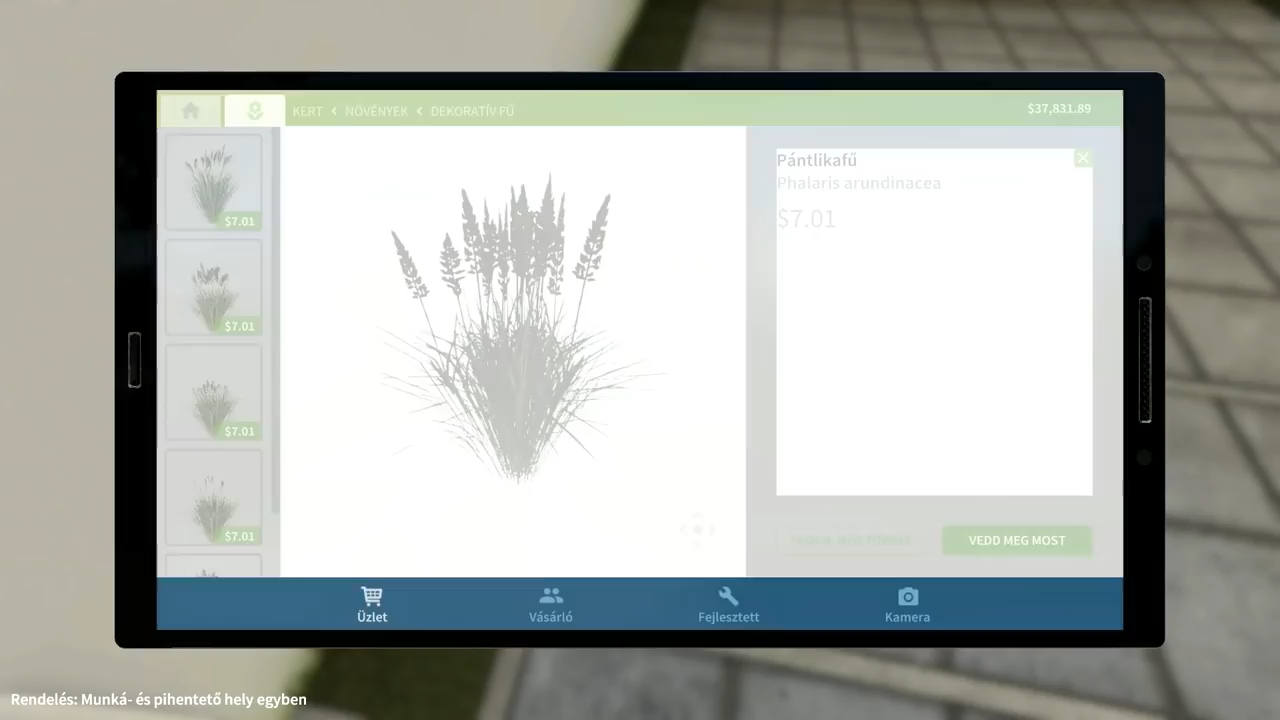 KERT < NÖVÉNYEK < DEKORATÍV FŰ
$37,831.89
$7.01
$7.01
$7.01
$7.01
Pántlikafű
Phalaris arundinacea
$7.01
VEDD MEG MOST
Üzlet
Vásárló
Fejlesztett
Kamera
Rendelés: Munká- és pihentető hely egyben